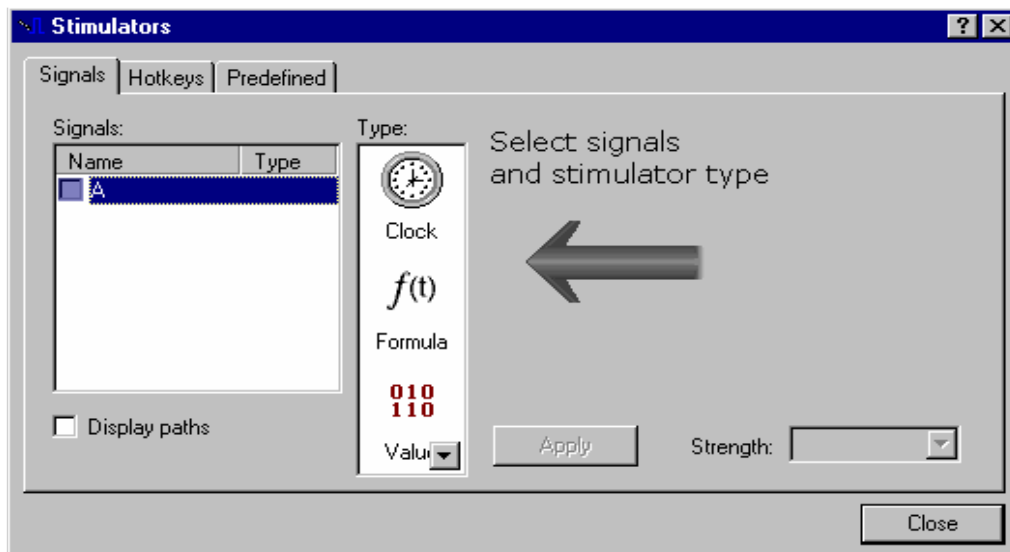 Stimulators
Signals Hotkeys Predefined
Signals:
Name Type
A
Type:
Clock
f(t)
Formula
010
110
Select signals
and stimulator type
Display paths
Apply
Strength:
Close